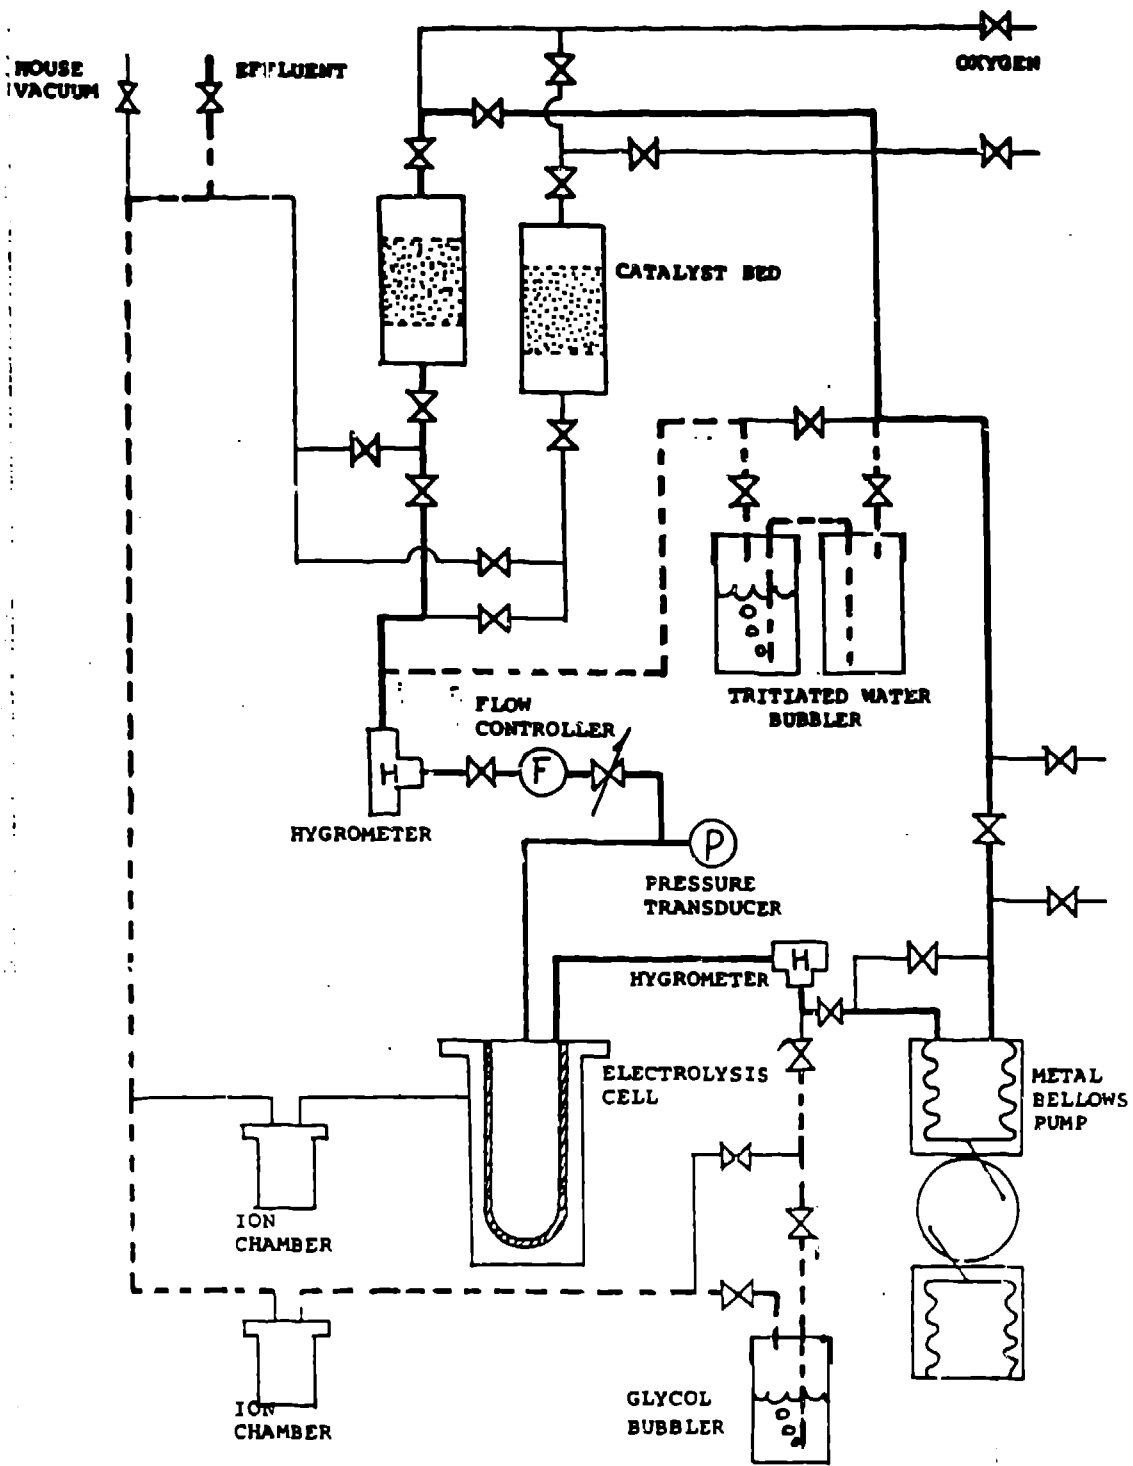 HOUSE
VACUUM
EFFLUENT
OXYGEN
CATALYST BED
TRITIATED WATER
BUBBLER
FLOW
CONTROLLER
H
F
HYGROMETER
P
PRESSURE
TRANSDUCER
H
HYGROMETER
ELECTROLYSIS
CELL
METAL
BELLOWS
PUMP
ION
CHAMBER
ION
CHAMBER
GLYCOL
BUBBLER